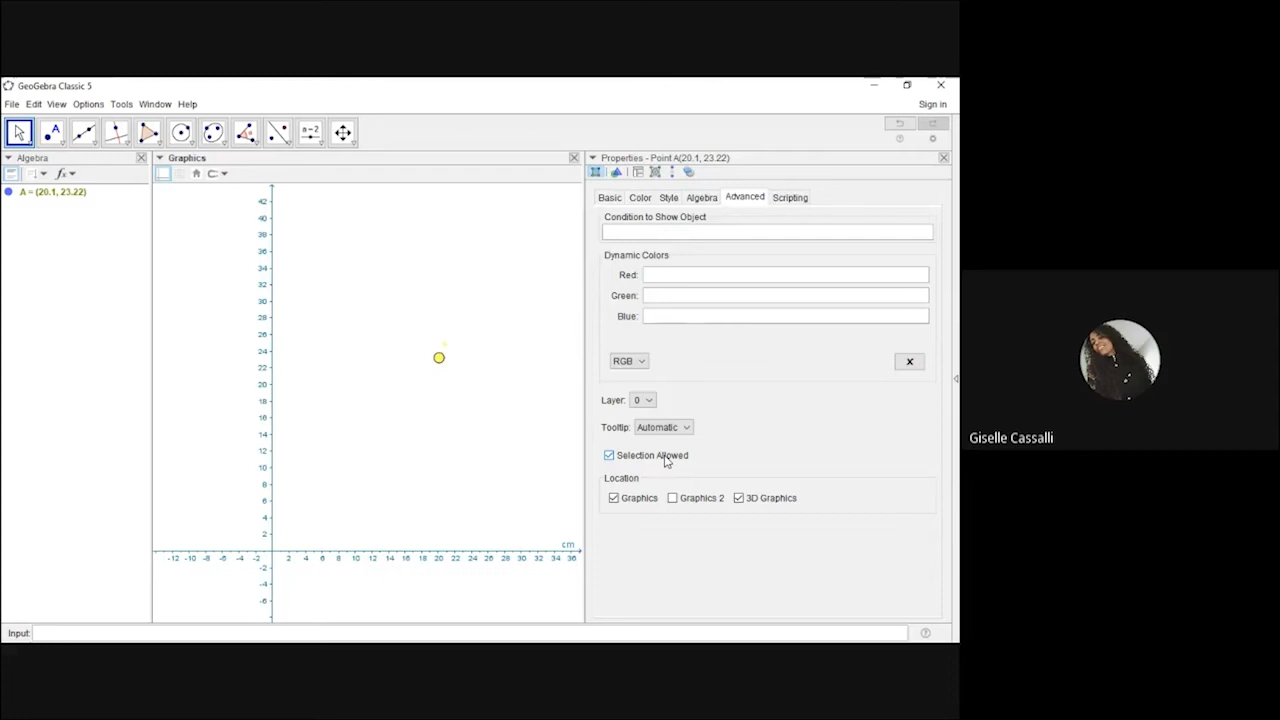 GeoGebra Classic 5
File Edit View Options Tools Window Help
Sign in
A
a=2
Algebra
Graphics
Properties - Point A(20.1, 23.22)
A = (20.1, 23.22)
Basic Color Style Algebra Advanced Scripting
Condition to Show Object
Dynamic Colors
Red:
Green:
Blue:
RGB
x
Layer: 0
Tooltip: Automatic
Selection Allowed
Location
Graphics Graphics 2 3D Graphics
42
40
38
36
34
32
30
28
26
24
22
20
18
16
14
12
10
8
6
4
2
cm
-12 -10 -8 -6 -4 -2 2 4 6 8 10 12 14 16 18 20 22 24 26 28 30 32 34 36
-2
-4
-6
Input:
Giselle Cassalli